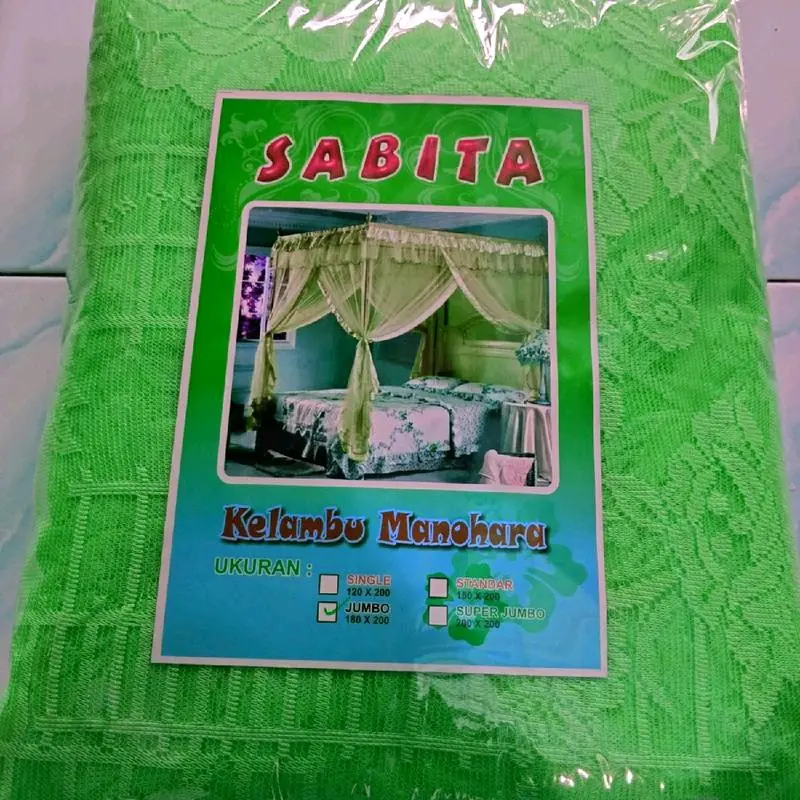 SABITA
Kelambu Manohara
UKURAN :
SINGLE
120 X 200
STANDAR
150 X 200
JUMBO
180 X 200
SUPER JUMBO
200 X 200